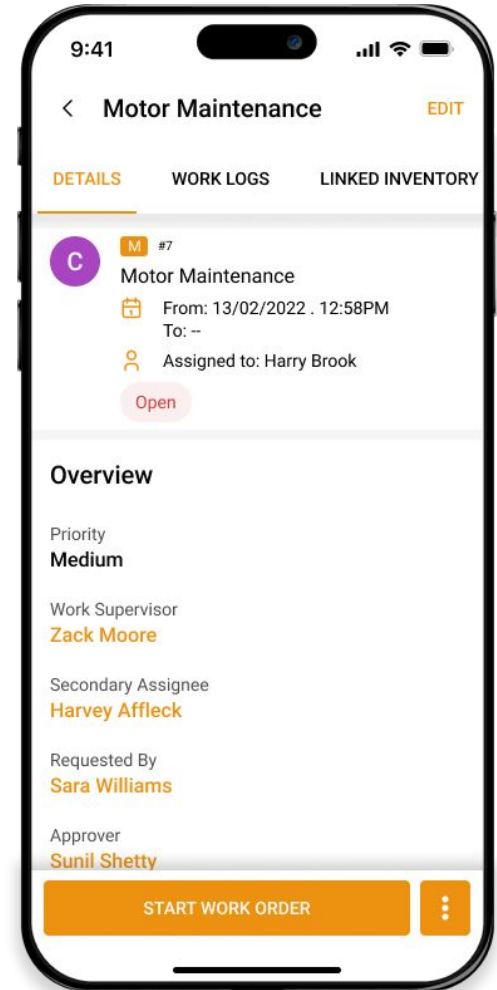 9:41
Motor Maintenance
EDIT
DETAILS
WORK LOGS
LINKED INVENTORY
C
M #7
Motor Maintenance
From: 13/02/2022 . 12:58PM
To: --
Assigned to: Harry Brook
Open
Overview
Priority
Medium
Work Supervisor
Zack Moore
Secondary Assignee
Harvey Affleck
Requested By
Sara Williams
Approver
Sunil Shetty
START WORK ORDER